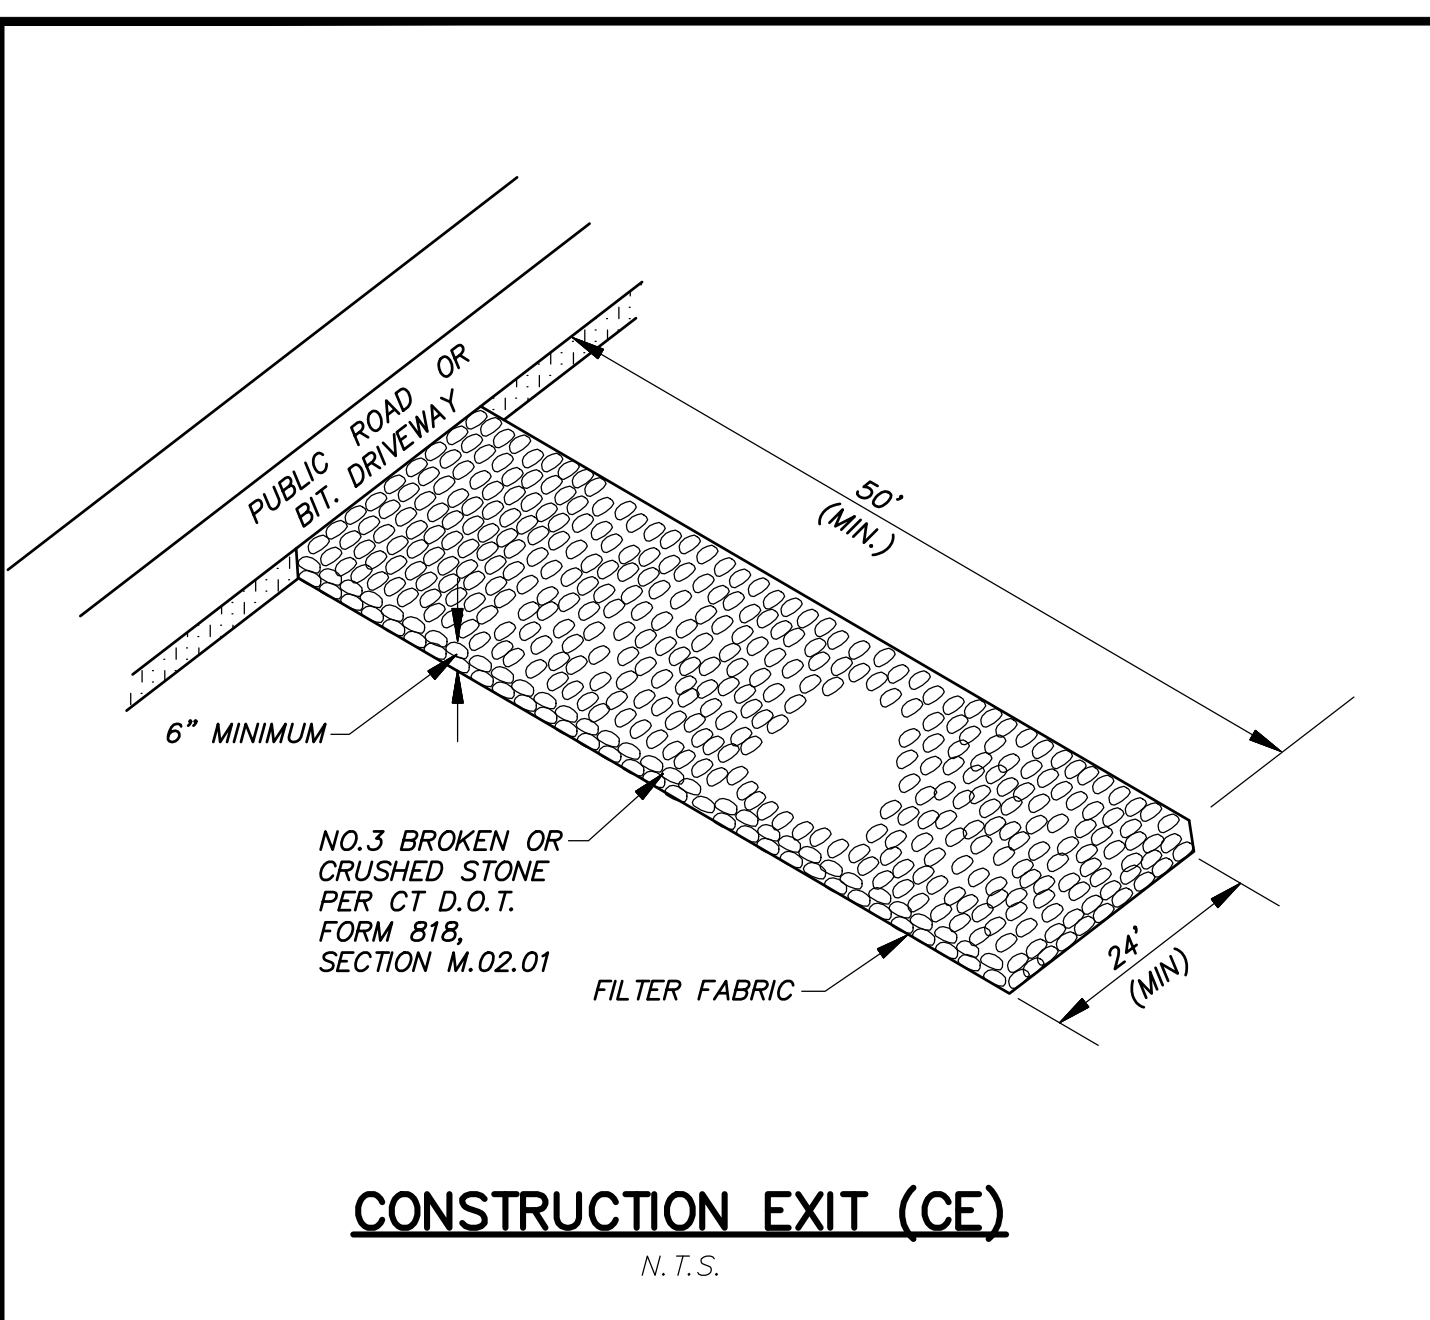 PUBLIC ROAD OR
BIT. DRIVEWAY
50'
(MIN.)
6" MINIMUM
NO.3 BROKEN OR
CRUSHED STONE
PER CT D.O.T.
FORM 818,
SECTION M.02.01
FILTER FABRIC
24'
(MIN)
CONSTRUCTION EXIT (CE)
N.T.S.